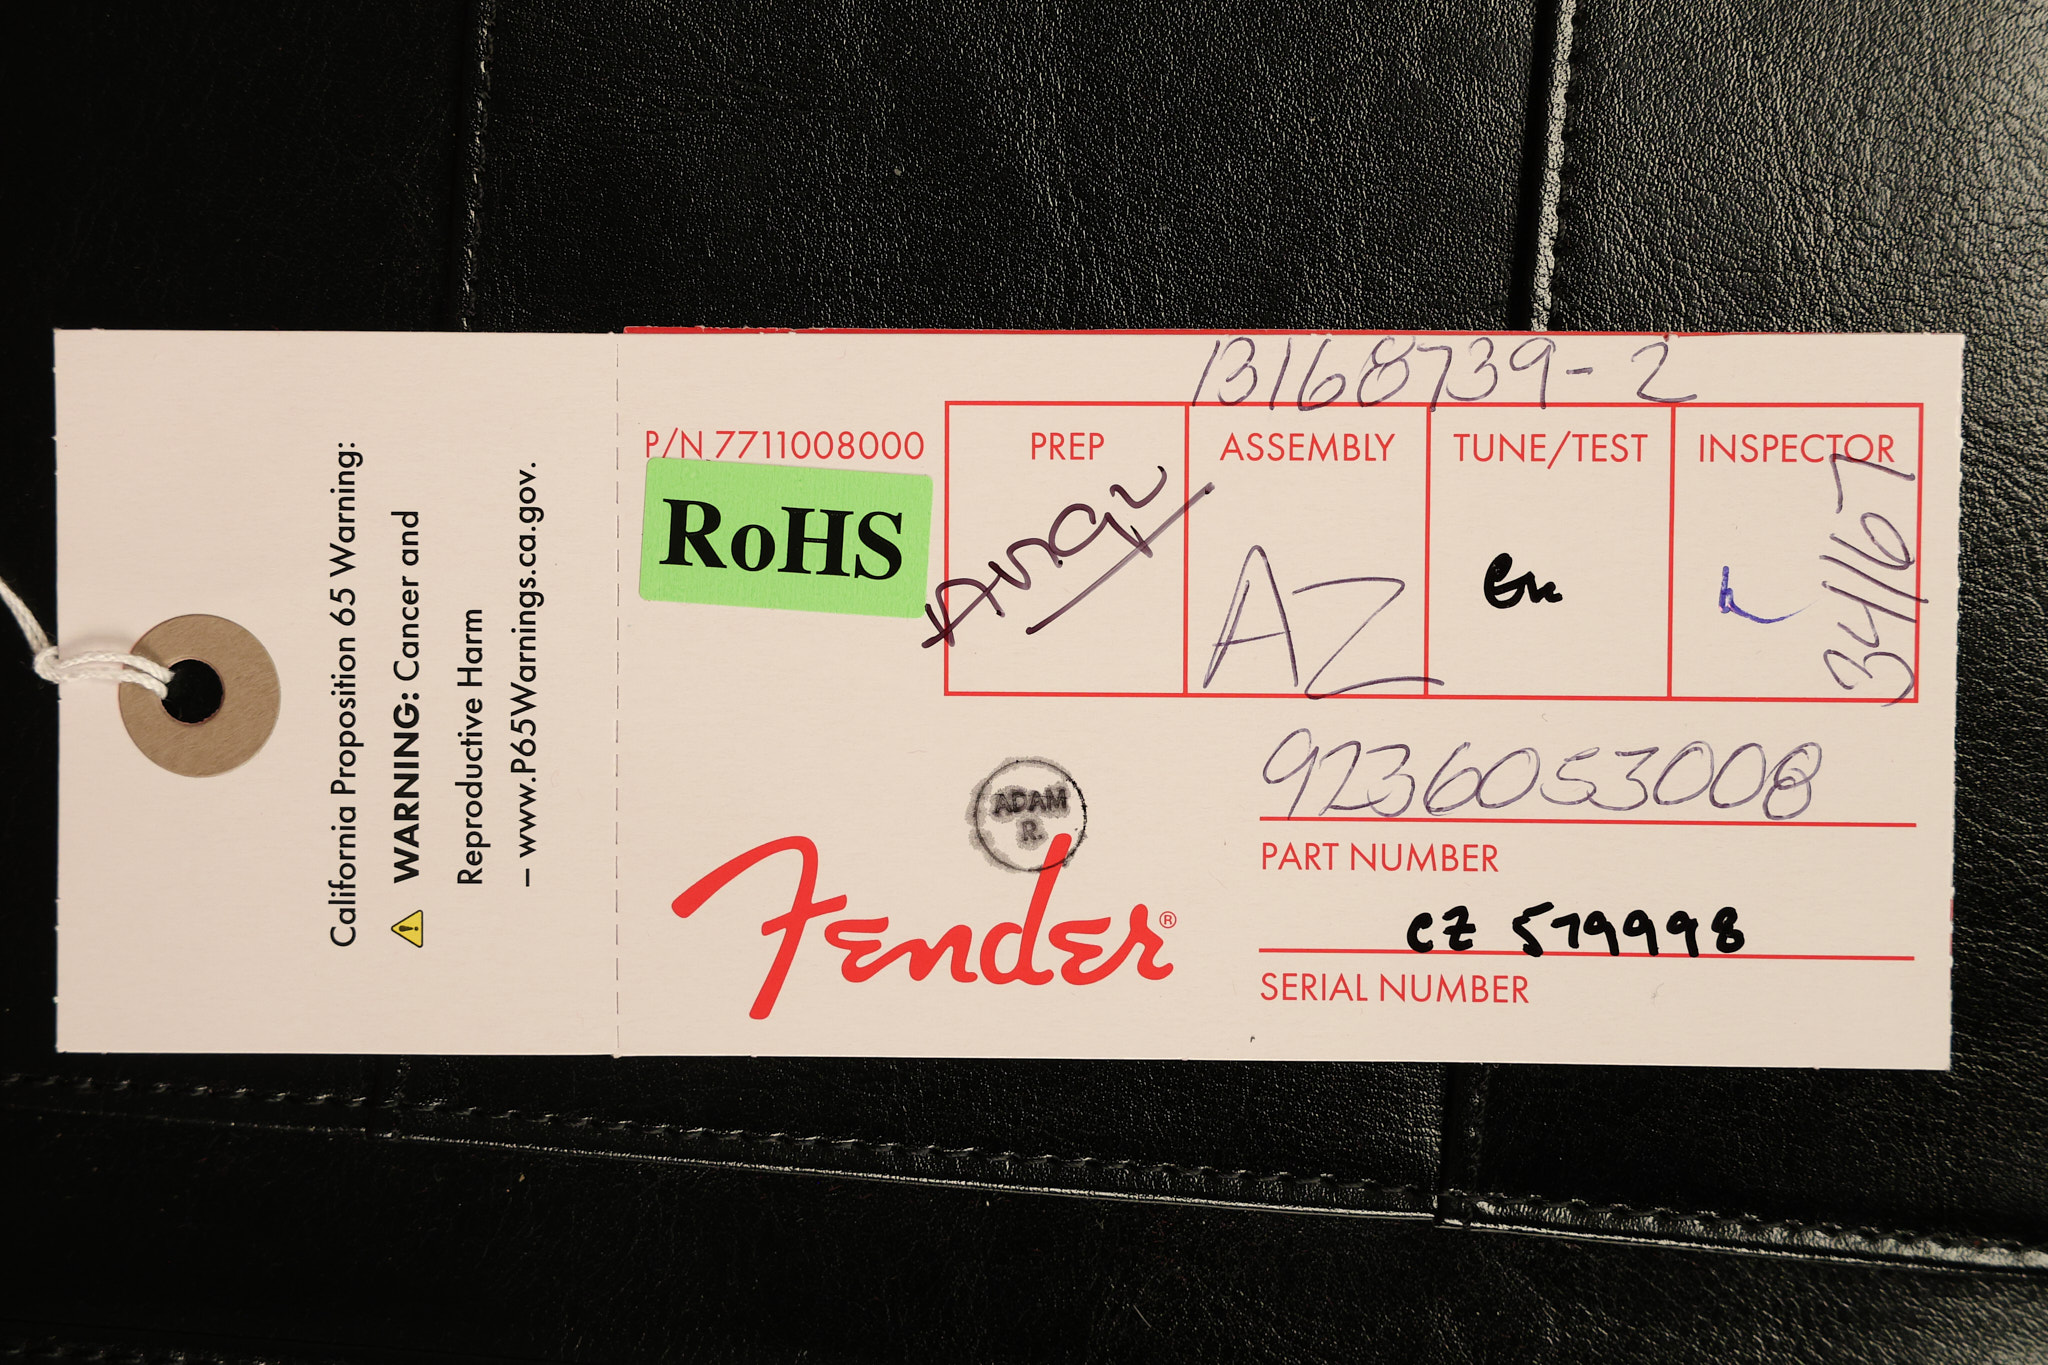 California Proposition 65 Warning:
WARNING: Cancer and
Reproductive Harm
– www.P65Warnings.ca.gov.
13168739-2
P/N 7711008000
PREP
ASSEMBLY
TUNE/TEST
INSPECTOR
RoHS
AZ
34167
ADAM
R.
Fender®
9236053008
PART NUMBER
CZ 579998
SERIAL NUMBER